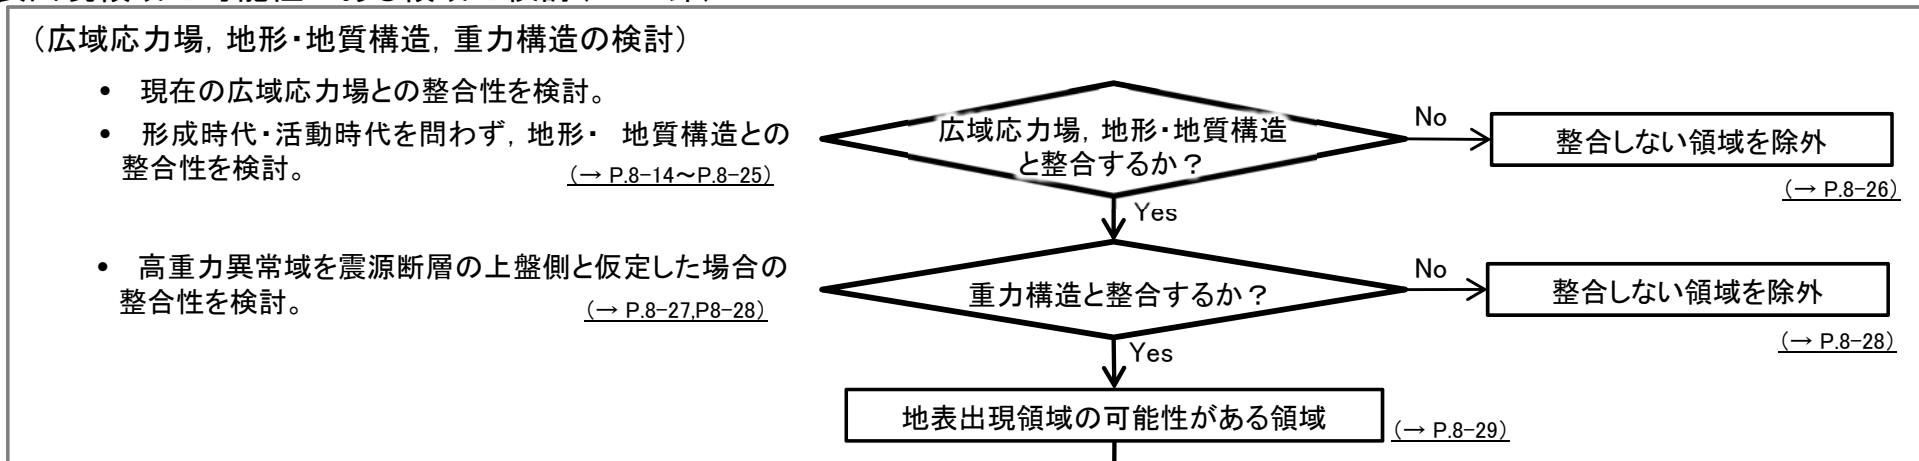 (広域応力場, 地形・地質構造, 重力構造の検討)
• 現在の広域応力場との整合性を検討。
• 形成時代・活動時代を問わず, 地形・ 地質構造との
整合性を検討。
(→ P.8-14～P.8-25)
広域応力場, 地形・地質構造
と整合するか？
No
整合しない領域を除外
(→ P.8-26)
Yes
• 高重力異常域を震源断層の上盤側と仮定した場合の
整合性を検討。
(→ P.8-27,P8-28)
重力構造と整合するか？
No
整合しない領域を除外
(→ P.8-28)
Yes
地表出現領域の可能性がある領域
(→ P.8-29)